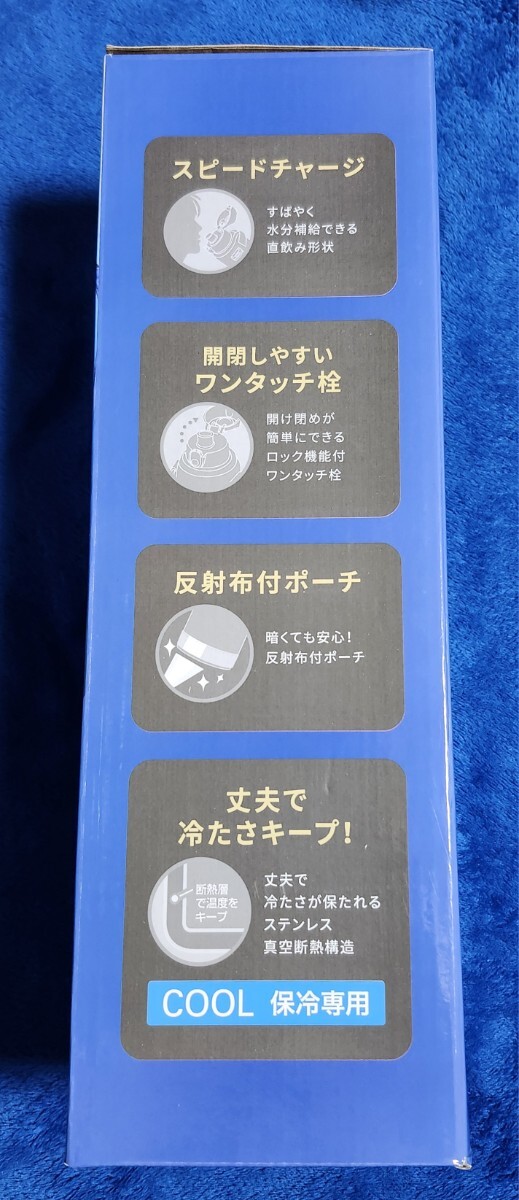 スピードチャージ
すばやく
水分補給できる
直飲み形状
開閉しやすい
ワンタッチ栓
開け閉めが
簡単にできる
ロック機能付
ワンタッチ栓
反射布付ポーチ
暗くても安心!
反射布付ポーチ
丈夫で
冷たさキープ!
断熱層
で温度を
キープ
丈夫で
冷たさが保たれる
ステンレス
真空断熱構造
COOL 保冷専用